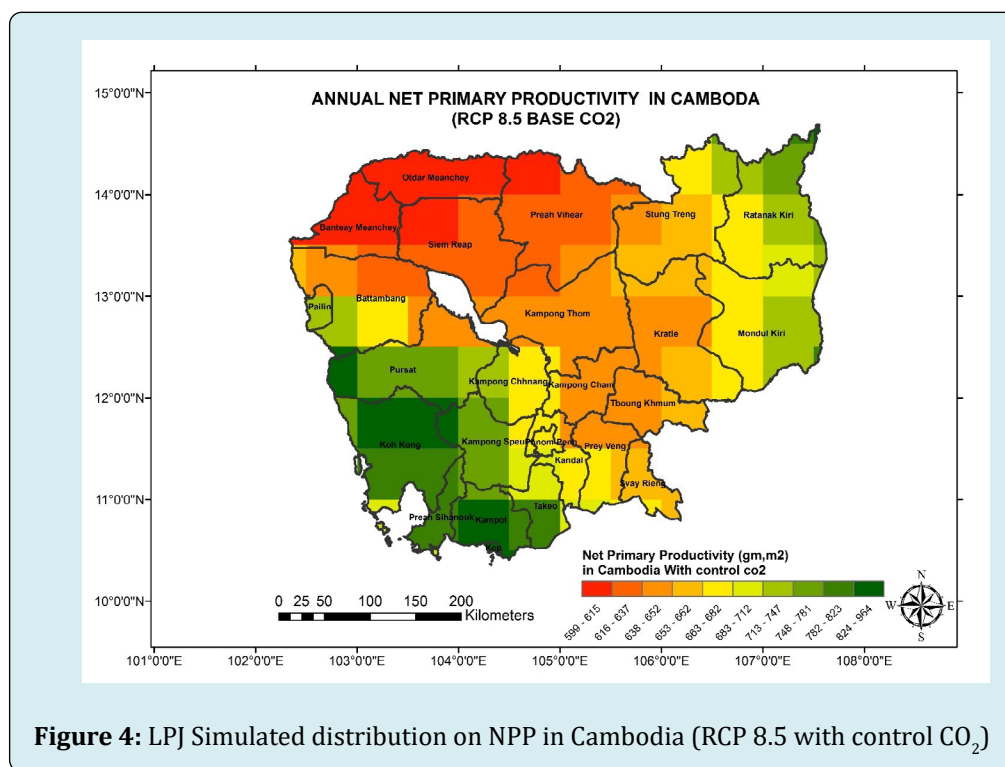 ANNUAL NET PRIMARY PRODUCTIVITY IN CAMBODA
(RCP 8.5 BASE CO2)
15°0'0"N
14°0'0"N
13°0'0"N
12°0'0"N
11°0'0"N
10°0'0"N
Otdar Meanchey
Banteay Meanchey
Siem Reap
Preah Vihear
Stung Treng
Ratanak Kiri
Pailin
Battambang
Kampong Thom
Kratie
Mondul Kiri
Pursat
Kampong Chhnang
Kampong Cham
Tboung Khmum
Koh Kong
Kampong Speu
Phnom Penh
Prey Veng
Kandal
Svay Rieng
Preah Sihanouk
Kampot
Takeo
Kep
Net Primary Productivity (gm,m2)
in Cambodia With control co2
599 - 615
616 - 637
638 - 652
653 - 662
663 - 682
683 - 712
713 - 747
748 - 781
782 - 823
824 - 964
0 25 50 100 150 200
Kilometers
N
W
E
S
101°0'0"E
102°0'0"E
103°0'0"E
104°0'0"E
105°0'0"E
106°0'0"E
107°0'0"E
108°0'0"E
Figure 4: LPJ Simulated distribution on NPP in Cambodia (RCP 8.5 with control CO₂)